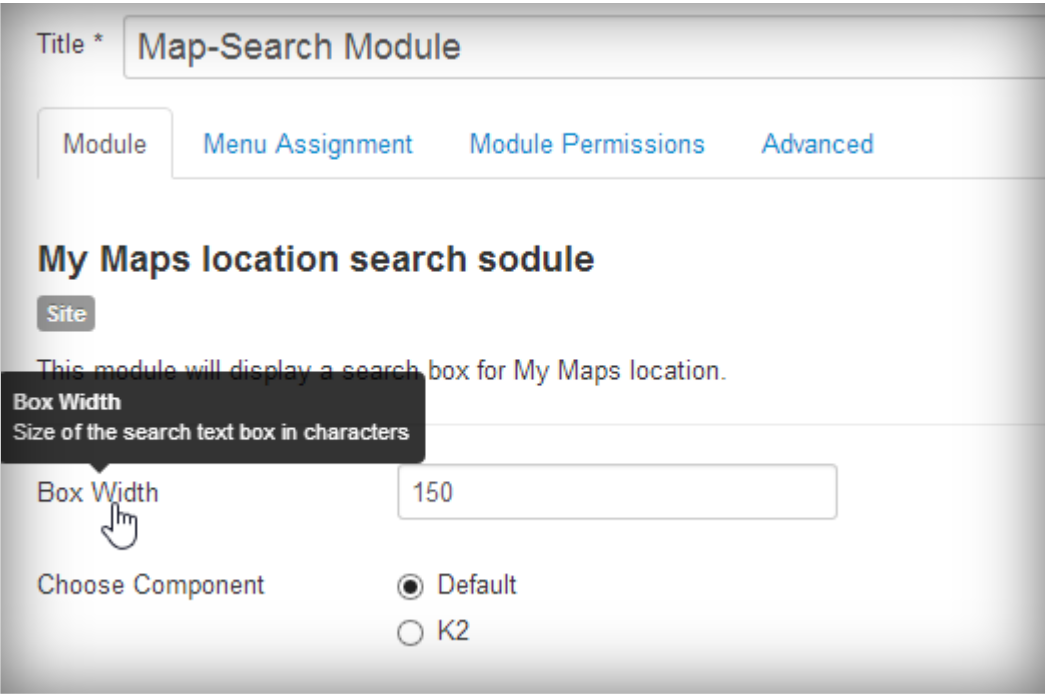 Title * Map-Search Module
Module Menu Assignment Module Permissions Advanced
My Maps location search sodule
Site
This module will display a search box for My Maps location.
Box Width
Size of the search text box in characters
Box Width 150
Choose Component Default
K2